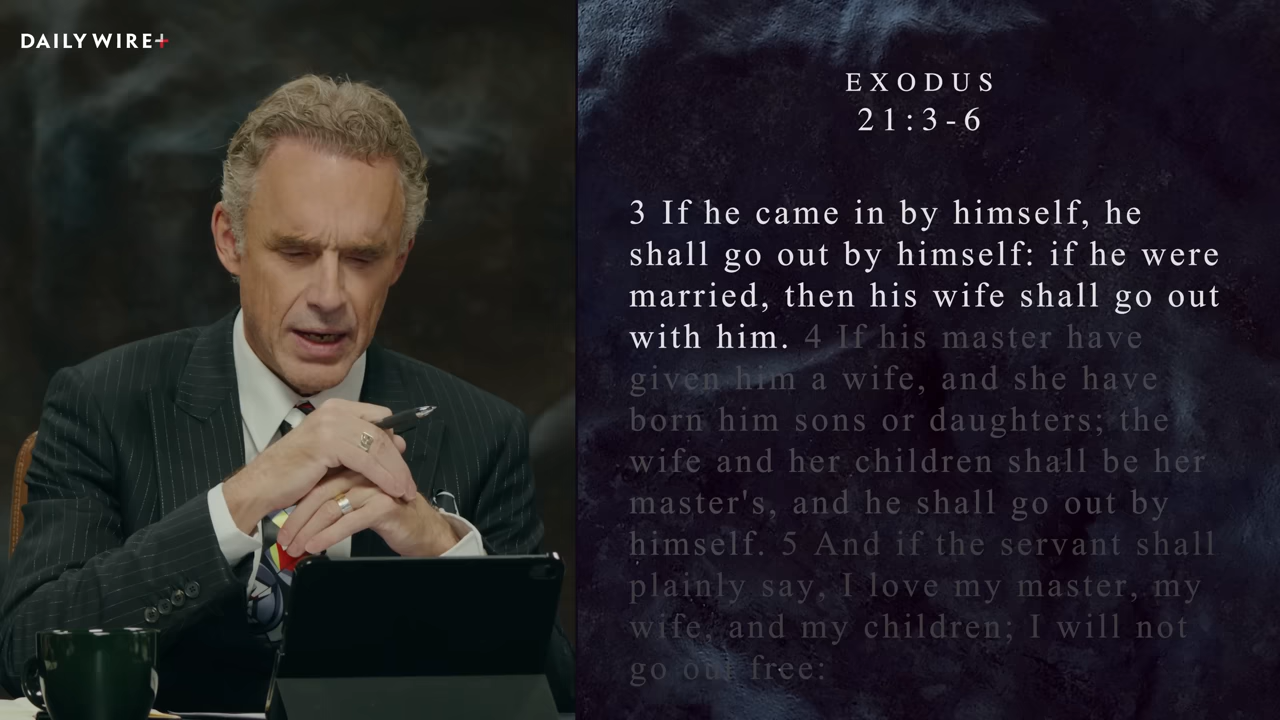 DAILYWIRE+
EXODUS
21:3-6
3 If he came in by himself, he
shall go out by himself: if he were
married, then his wife shall go out
with him. 4 If his master have
given him a wife, and she have
born him sons or daughters; the
wife and her children shall be her
master's, and he shall go out by
himself. 5 And if the servant shall
plainly say, I love my master, my
wife, and my children; I will not
go out free: